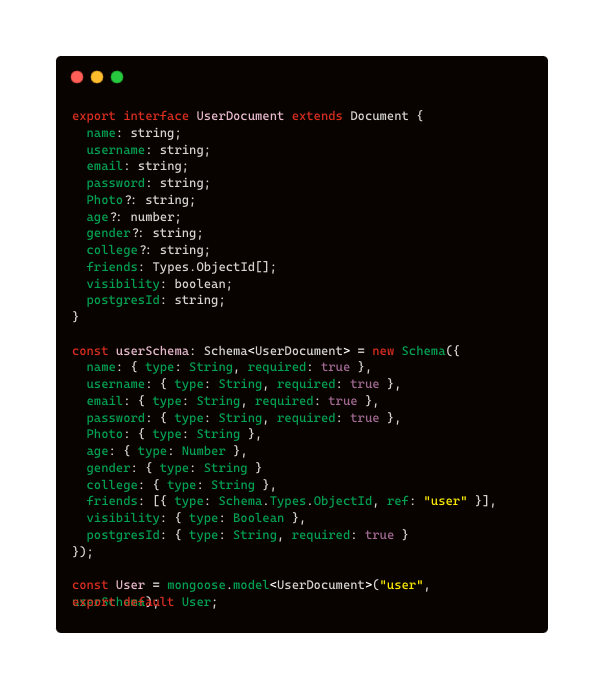 export interface UserDocument extends Document {
  name: string;
  username: string;
  email: string;
  password: string;
  Photo?: string;
  age?: number;
  gender?: string;
  college?: string;
  friends: Types.ObjectId[];
  visibility: boolean;
  postgresId: string;
}

const userSchema: Schema<UserDocument> = new Schema({
  name: { type: String, required: true },
  username: { type: String, required: true },
  email: { type: String, required: true },
  password: { type: String, required: true },
  Photo: { type: String },
  age: { type: Number },
  gender: { type: String }
  college: { type: String },
  friends: [{ type: Schema.Types.ObjectId, ref: "user" }],
  visibility: { type: Boolean },
  postgresId: { type: String, required: true }
});

const User = mongoose.model<UserDocument>("user",
userSchema);
export default User;